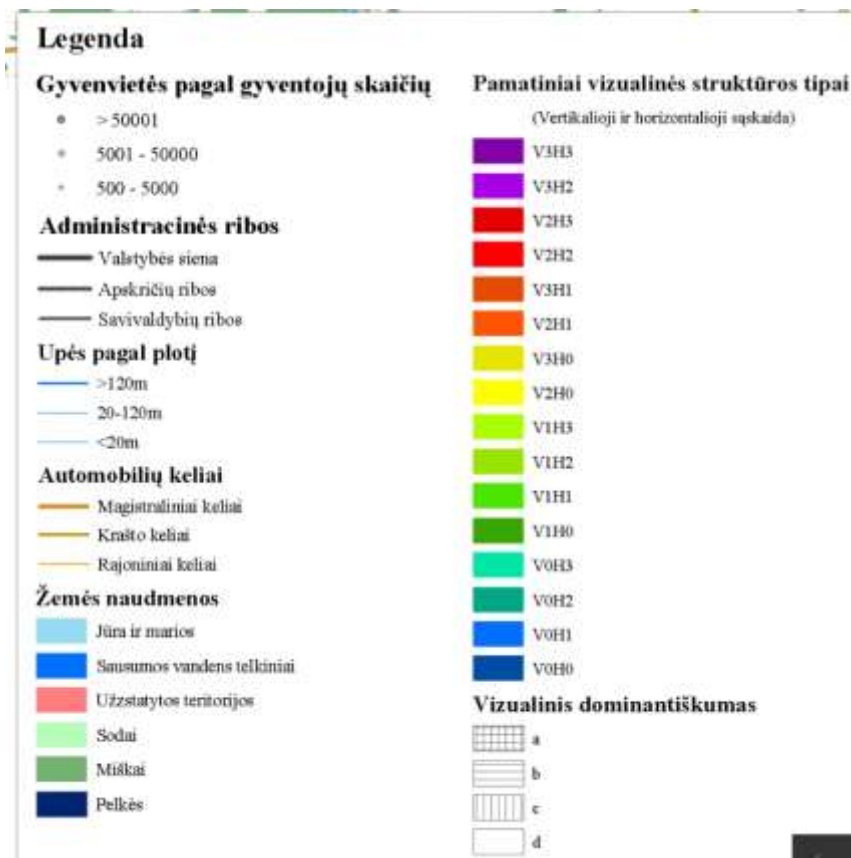 Legenda
Gyvenvietės pagal gyventojų skaičių
> 50001
5001 - 50000
500 - 5000
Administracinės ribos
Valstybės siena
Apskričių ribos
Savivaldybių ribos
Upės pagal plotį
>120m
20-120m
<20m
Automobilių keliai
Magistraliniai keliai
Krašto keliai
Rajoniniai keliai
Žemės naudmenos
Jūra ir marios
Sausumos vandens telkiniai
Užstatytos teritorijos
Sodai
Miškai
Pelkės
Pamatiniai vizualinės struktūros tipai
(Vertikalioji ir horizontalioji sąskaida)
V3H3
V3H2
V2H3
V2H2
V3H1
V2H1
V3H0
V2H0
V1H3
V1H2
V1H1
V1H0
V0H3
V0H2
V0H1
V0H0
Vizualinis dominantiškumas
a
b
c
d